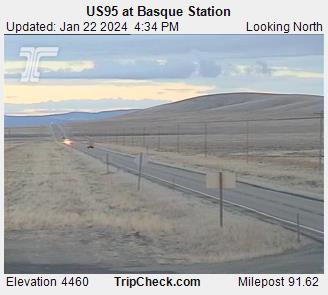 US95 at Basque Station
Updated: Jan 22 2024 4:34 PM Looking North
Elevation 4460 TripCheck.com Milepost 91.62